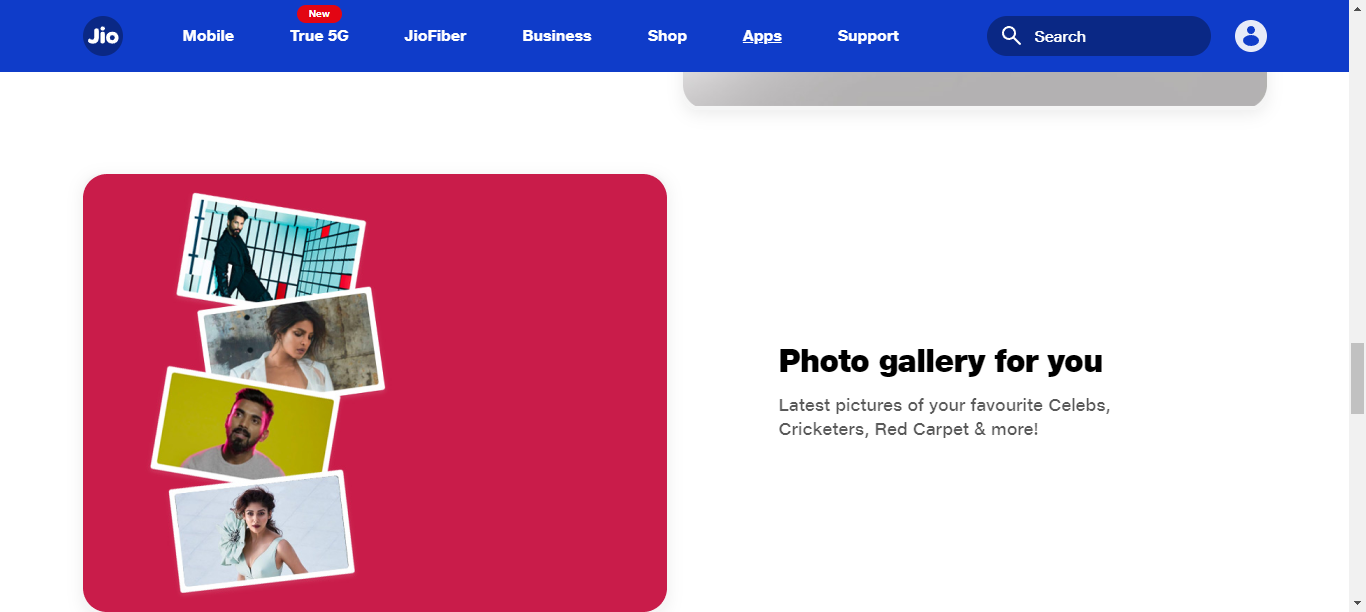 New
Jio Mobile True 5G JioFiber Business Shop Apps Support Search
Photo gallery for you
Latest pictures of your favourite Celebs,
Cricketers, Red Carpet & more!